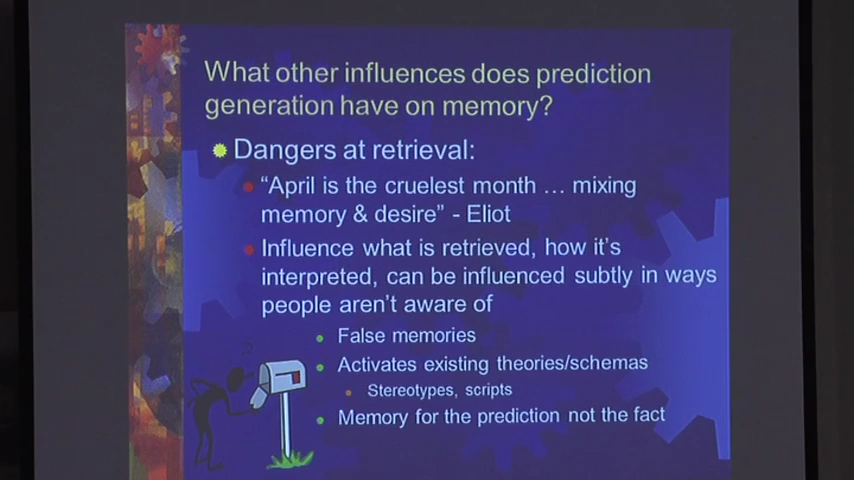 What other influences does prediction
generation have on memory?
Dangers at retrieval:
“April is the cruelest month … mixing
memory & desire” - Eliot
Influence what is retrieved, how it’s
interpreted, can be influenced subtly in ways
people aren’t aware of
False memories
Activates existing theories/schemas
Stereotypes, scripts
Memory for the prediction not the fact